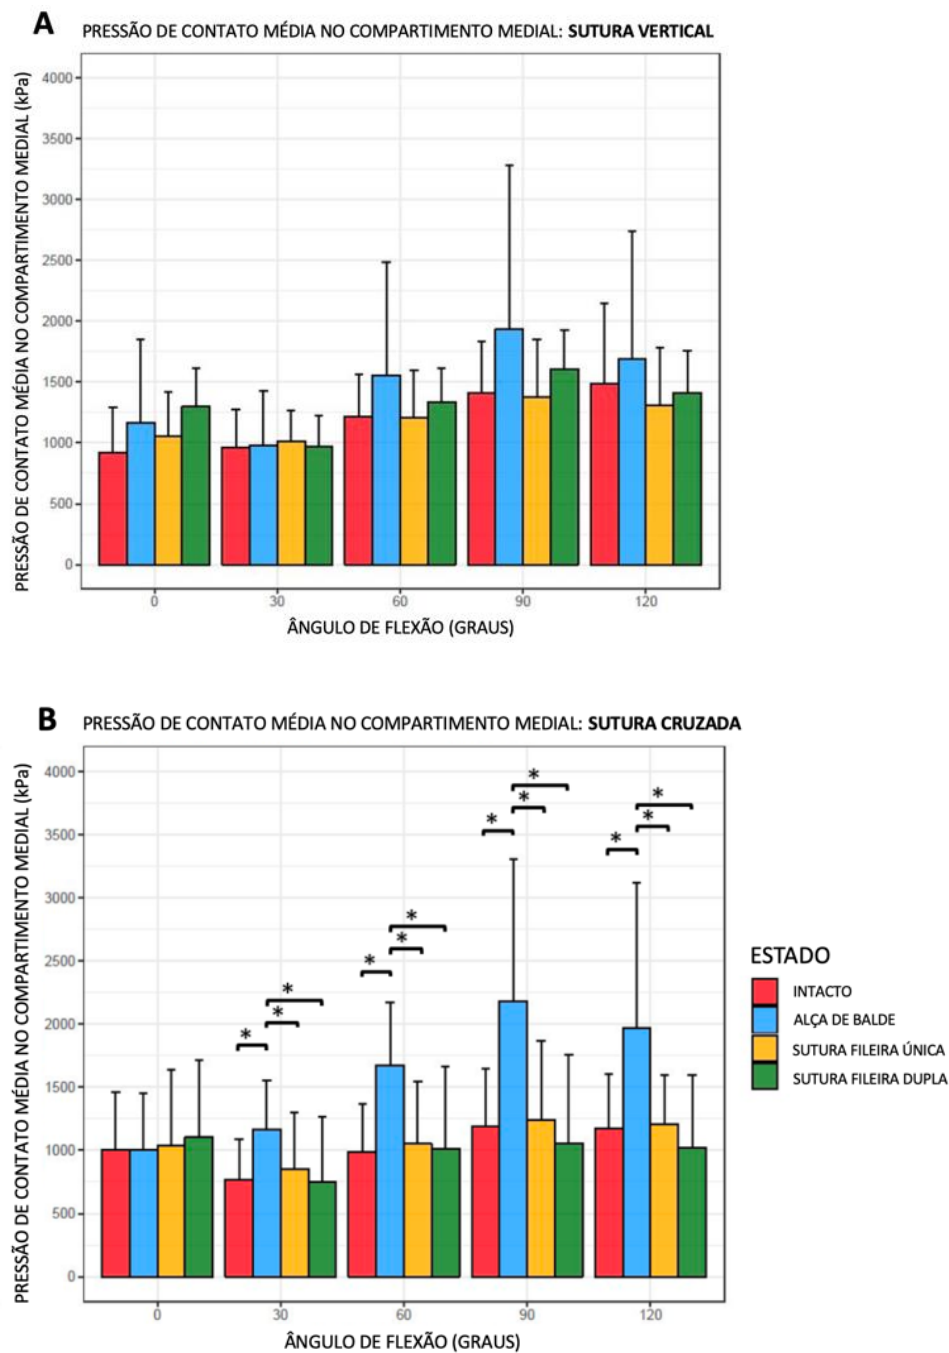 A PRESSÃO DE CONTATO MÉDIA NO COMPARTIMENTO MEDIAL: SUTURA VERTICAL
PRESSÃO DE CONTATO MÉDIA NO COMPARTIMENTO MEDIAL (kPa)
4000
3500
3000
2500
2000
1500
1000
500
0
0 30 60 90 120
ÂNGULO DE FLEXÃO (GRAUS)
B PRESSÃO DE CONTATO MÉDIA NO COMPARTIMENTO MEDIAL: SUTURA CRUZADA
PRESSÃO DE CONTATO MÉDIA NO COMPARTIMENTO MEDIAL (kPa)
4000
3500
3000
2500
2000
1500
1000
500
0
* * *
* * *
* * *
* * *
0 30 60 90 120
ÂNGULO DE FLEXÃO (GRAUS)
ESTADO
INTACTO
ALÇA DE BALDE
SUTURA FILEIRA ÚNICA
SUTURA FILEIRA DUPLA